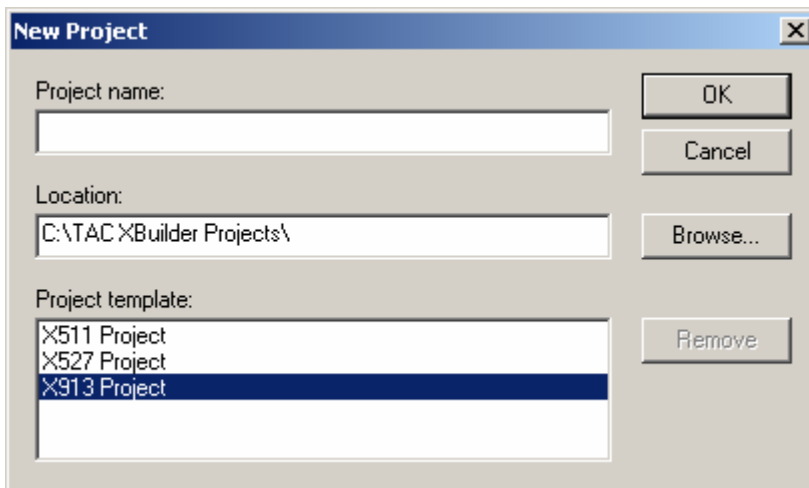 New Project
Project name:
OK
Cancel
Location:
C:\TAC XBuilder Projects\
Browse...
Project template:
X511 Project
X527 Project
X913 Project
Remove